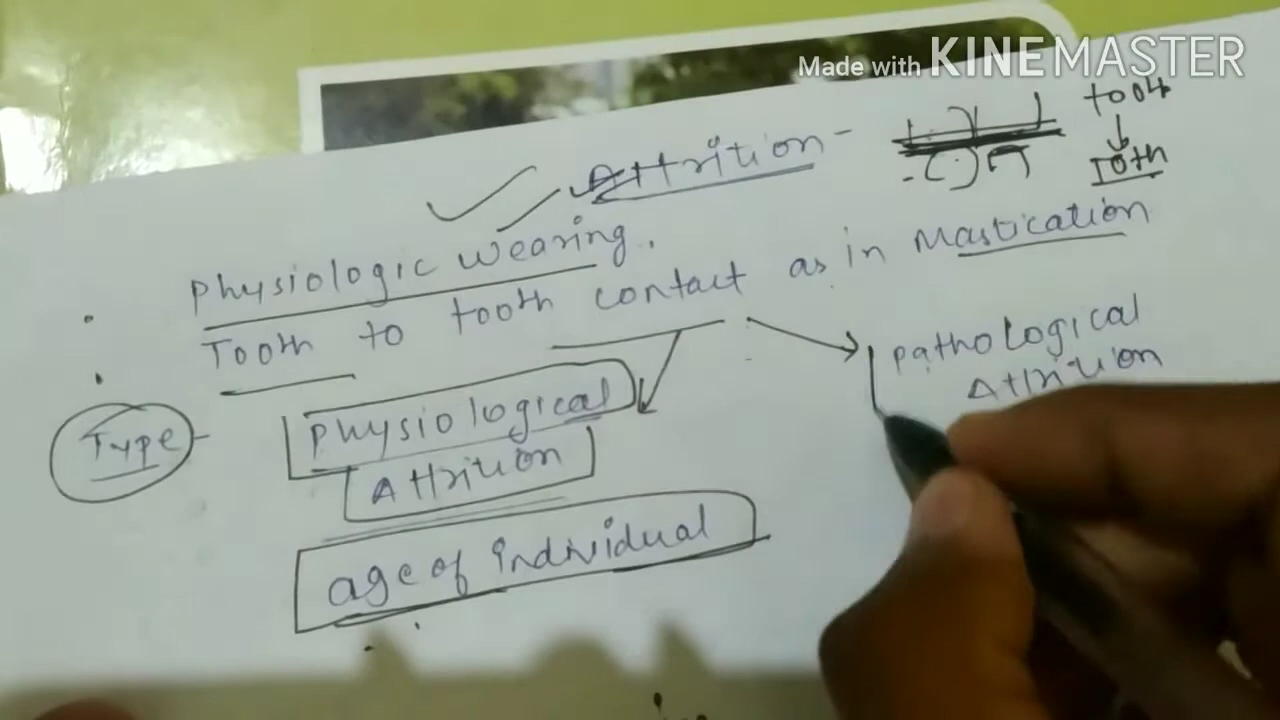 Made with KINEMASTER
Attrition-
tooth
Tooth
Physiologic wearing.
Tooth to tooth contact as in Mastication
Type-
Physiological
Attrition
Pathological
Attrition
age of individual